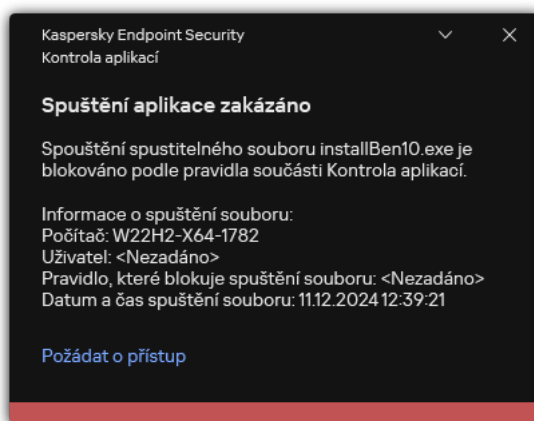 Kaspersky Endpoint Security
Kontrola aplikací
Spuštění aplikace zakázáno
Spouštění spustitelného souboru installBen10.exe je
blokováno podle pravidla součásti Kontrola aplikací.
Informace o spuštění souboru:
Počítač: W22H2-X64-1782
Uživatel: <Nezadáno>
Pravidlo, které blokuje spuštění souboru: <Nezadáno>
Datum a čas spuštění souboru: 11.12.2024 12:39:21
Požádat o přístup